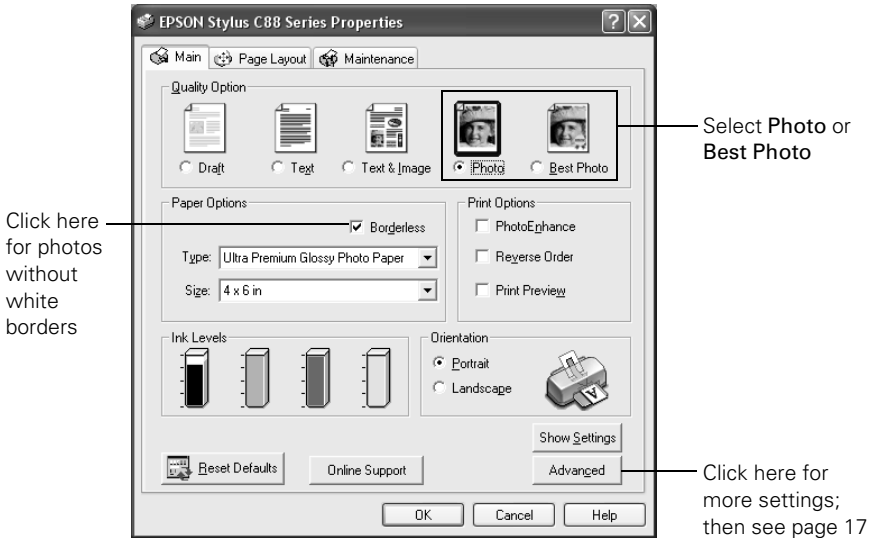 EPSON Stylus C88 Series Properties
Main
Page Layout
Maintenance
Quality Option
Draft
Text
Text & Image
Photo
Best Photo
Select Photo or
Best Photo
Click here
for photos
without
white
borders
Paper Options
Borderless
Type: Ultra Premium Glossy Photo Paper
Size: 4 x 6 in
Print Options
PhotoEnhance
Reverse Order
Print Preview
Ink Levels
Orientation
Portrait
Landscape
Show Settings
Reset Defaults
Online Support
Advanced
Click here for
more settings;
then see page 17
OK
Cancel
Help